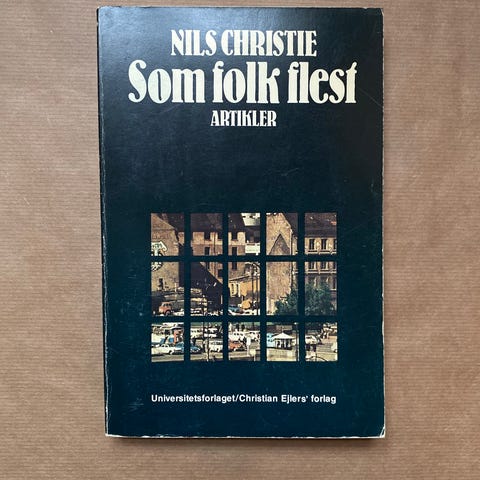 NILS CHRISTIE
Som folk flest
ARTIKLER
Universitetsforlaget/Christian Ejlers' forlag